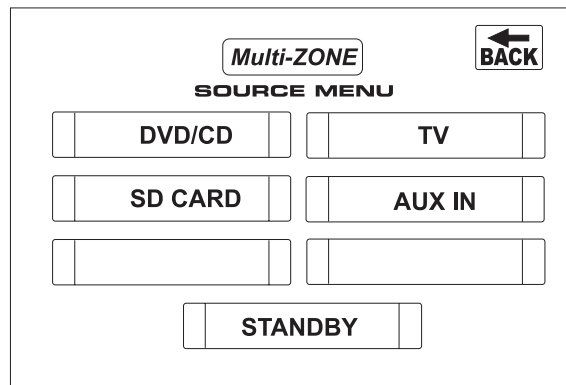 Multi-ZONE
BACK
SOURCE MENU
DVD/CD
TV
SD CARD
AUX IN
STANDBY